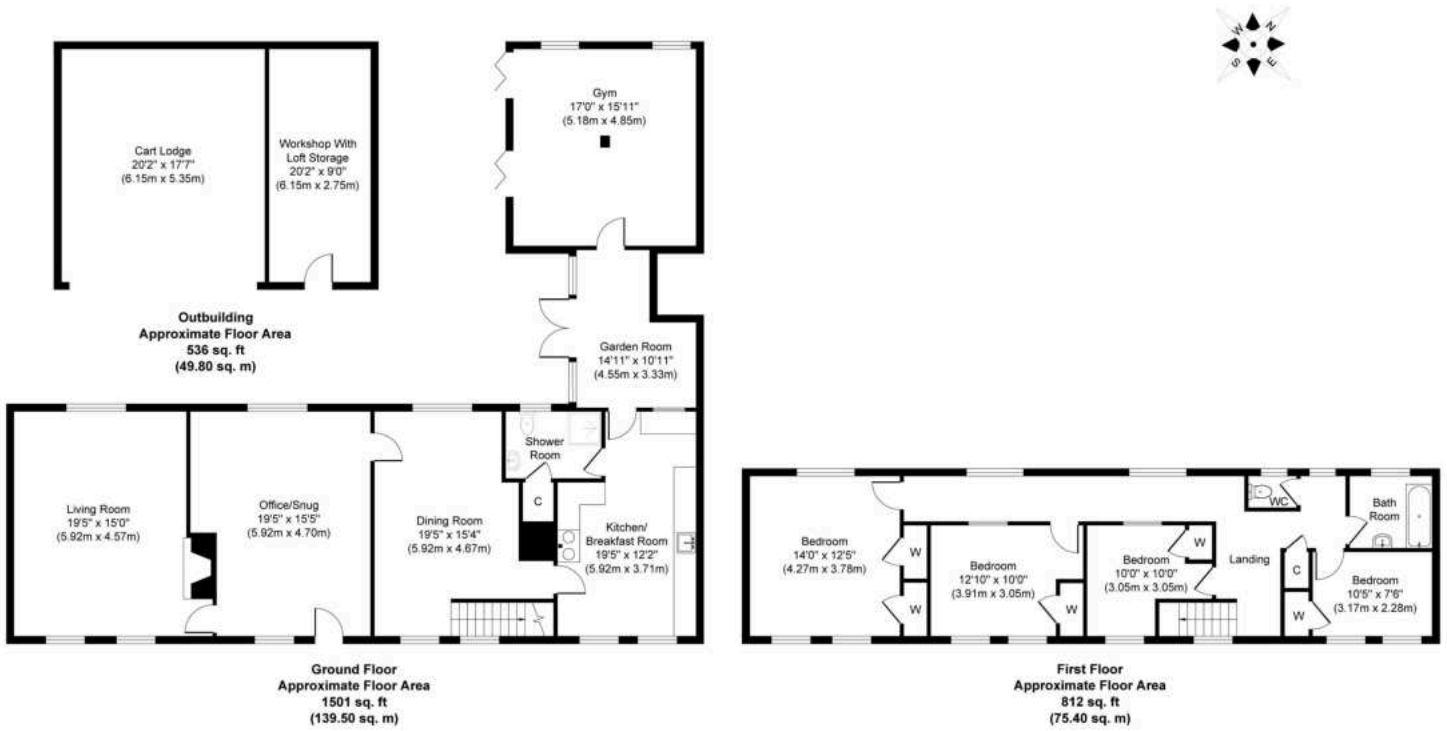 W
N
S
E
Cart Lodge
20'2" x 17'7"
(6.15m x 5.35m)
Workshop With
Loft Storage
20'2" x 9'0"
(6.15m x 2.75m)
Outbuilding
Approximate Floor Area
536 sq. ft
(49.80 sq. m)
Gym
17'0" x 15'11"
(5.18m x 4.85m)
Garden Room
14'11" x 10'11"
(4.55m x 3.33m)
Living Room
19'5" x 15'0"
(5.92m x 4.57m)
Office/Snug
19'5" x 15'5"
(5.92m x 4.70m)
Dining Room
19'5" x 15'4"
(5.92m x 4.67m)
Shower
Room
C
Kitchen/
Breakfast Room
19'5" x 12'2"
(5.92m x 3.71m)
Ground Floor
Approximate Floor Area
1501 sq. ft
(139.50 sq. m)
Bedroom
14'0" x 12'5"
(4.27m x 3.78m)
W
W
Bedroom
12'10" x 10'0"
(3.91m x 3.05m)
W
Bedroom
10'0" x 10'0"
(3.05m x 3.05m)
W
Landing
WC
Bath
Room
C
W
Bedroom
10'5" x 7'6"
(3.17m x 2.28m)
First Floor
Approximate Floor Area
812 sq. ft
(75.40 sq. m)